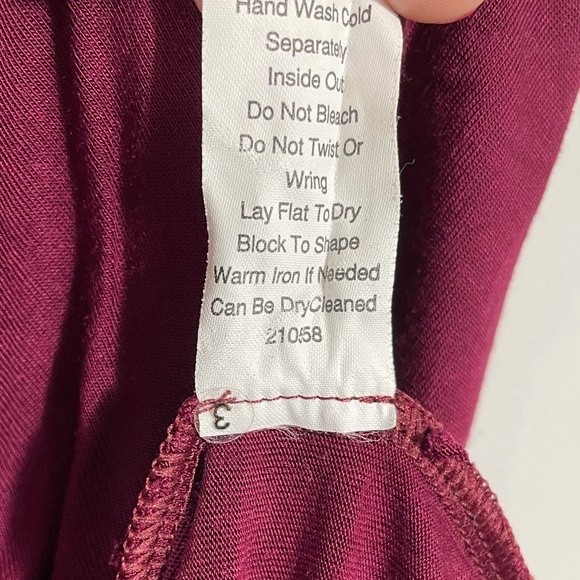 Hand Wash Cold
Separately
Inside Out
Do Not Bleach
Do Not Twist Or
Wring
Lay Flat To Dry
Block To Shape
Warm Iron If Needed
Can Be DryCleaned
21058
3